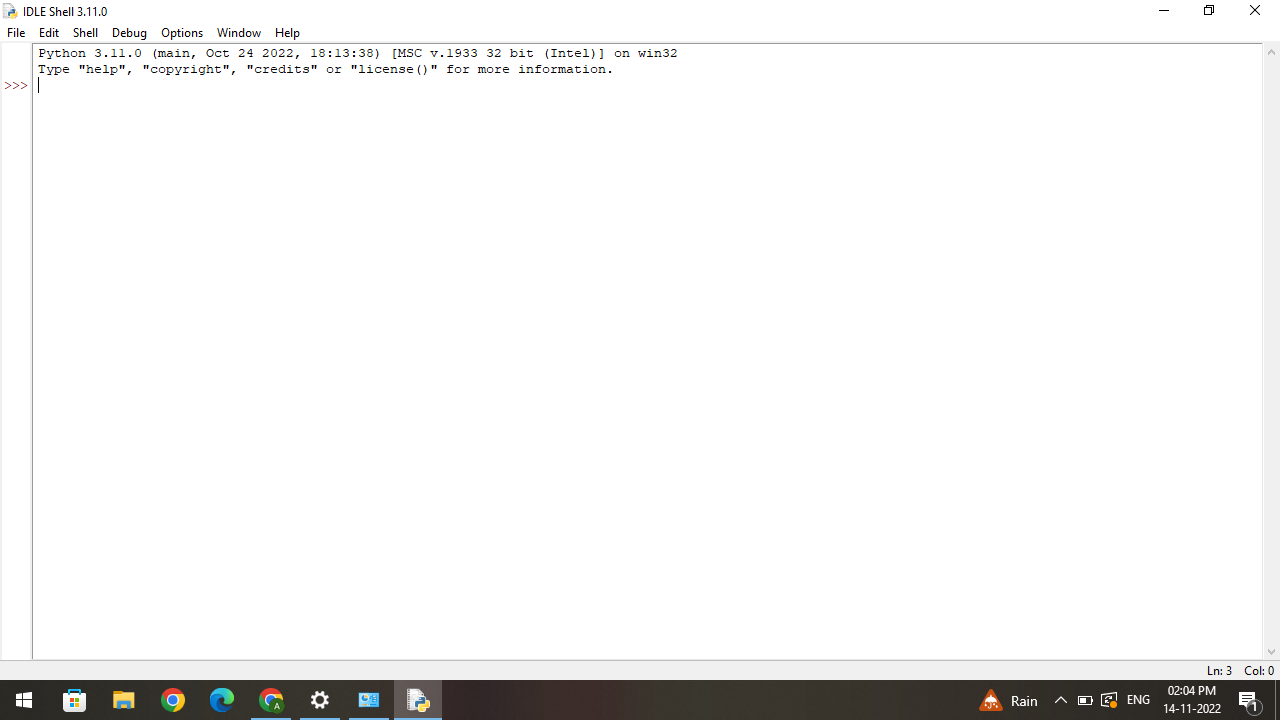 IDLE Shell 3.11.0
File Edit Shell Debug Options Window Help
Python 3.11.0 (main, Oct 24 2022, 18:13:38) [MSC v.1933 32 bit (Intel)] on win32
Type "help", "copyright", "credits" or "license()" for more information.
>>>
Ln: 3 Col: 0
A
Rain
ENG
02:04 PM
14-11-2022
1